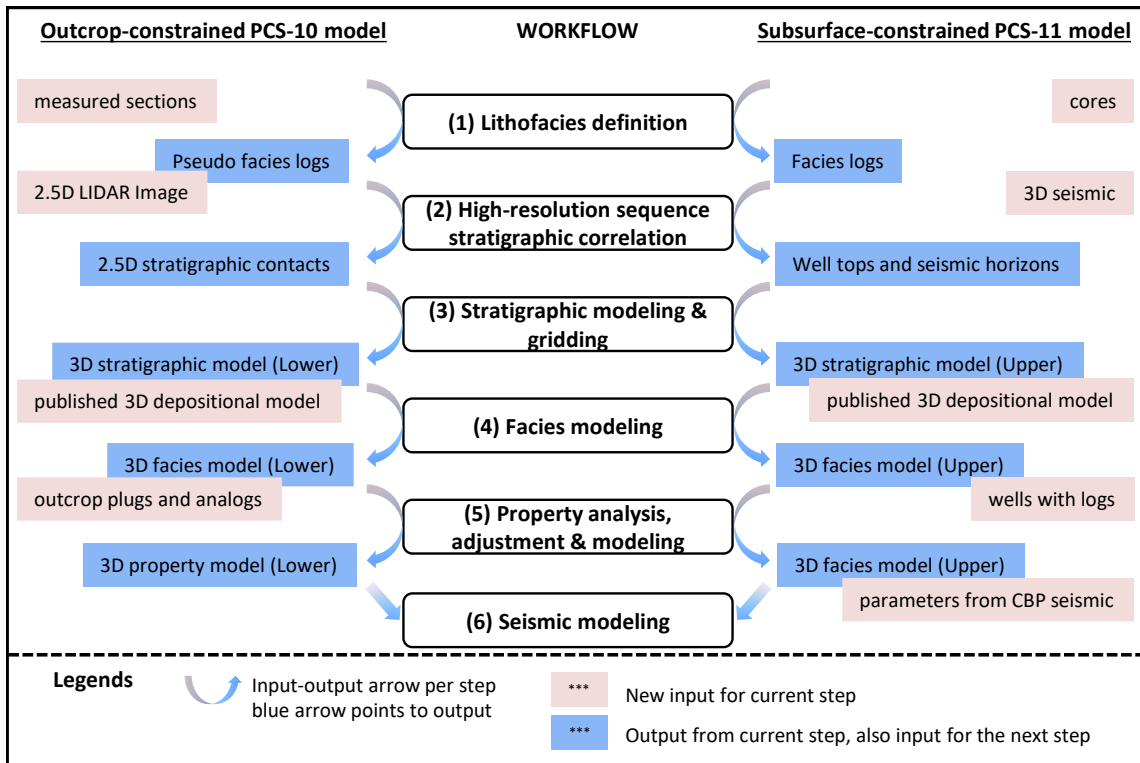 Outcrop-constrained PCS-10 model
WORKFLOW
Subsurface-constrained PCS-11 model
measured sections
cores
(1) Lithofacies definition
Pseudo facies logs
Facies logs
2.5D LIDAR Image
3D seismic
(2) High-resolution sequence
stratigraphic correlation
2.5D stratigraphic contacts
Well tops and seismic horizons
(3) Stratigraphic modeling &
gridding
3D stratigraphic model (Lower)
3D stratigraphic model (Upper)
published 3D depositional model
published 3D depositional model
(4) Facies modeling
3D facies model (Lower)
3D facies model (Upper)
outcrop plugs and analogs
wells with logs
(5) Property analysis,
adjustment & modeling
3D property model (Lower)
3D facies model (Upper)
parameters from CBP seismic
(6) Seismic modeling
Legends
Input-output arrow per step
blue arrow points to output
***
New input for current step
***
Output from current step, also input for the next step